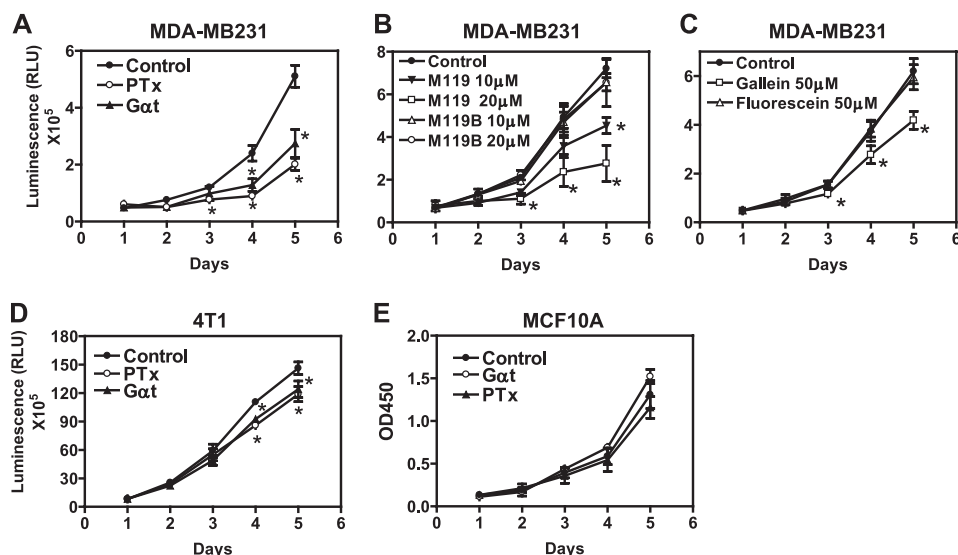 A
MDA-MB231
Luminescence (RLU)
X10⁵
6
4
2
0
Control
PTx
Gαt
*
*
*
*
*
0 1 2 3 4 5 6
Days
B
MDA-MB231
8
6
4
2
0
Control
M119 10μM
M119 20μM
M119B 10μM
M119B 20μM
*
*
*
*
0 1 2 3 4 5 6
Days
C
MDA-MB231
6
4
2
0
Control
Gallein 50μM
Fluorescein 50μM
*
*
*
0 1 2 3 4 5 6
Days
D
4T1
Luminescence (RLU)
X10⁵
180
150
120
90
60
30
0
Control
PTx
Gαt
*
*
*
*
0 1 2 3 4 5 6
Days
E
MCF10A
OD450
2.0
1.5
1.0
0.5
0.0
Control
Gαt
PTx
0 1 2 3 4 5 6
Days